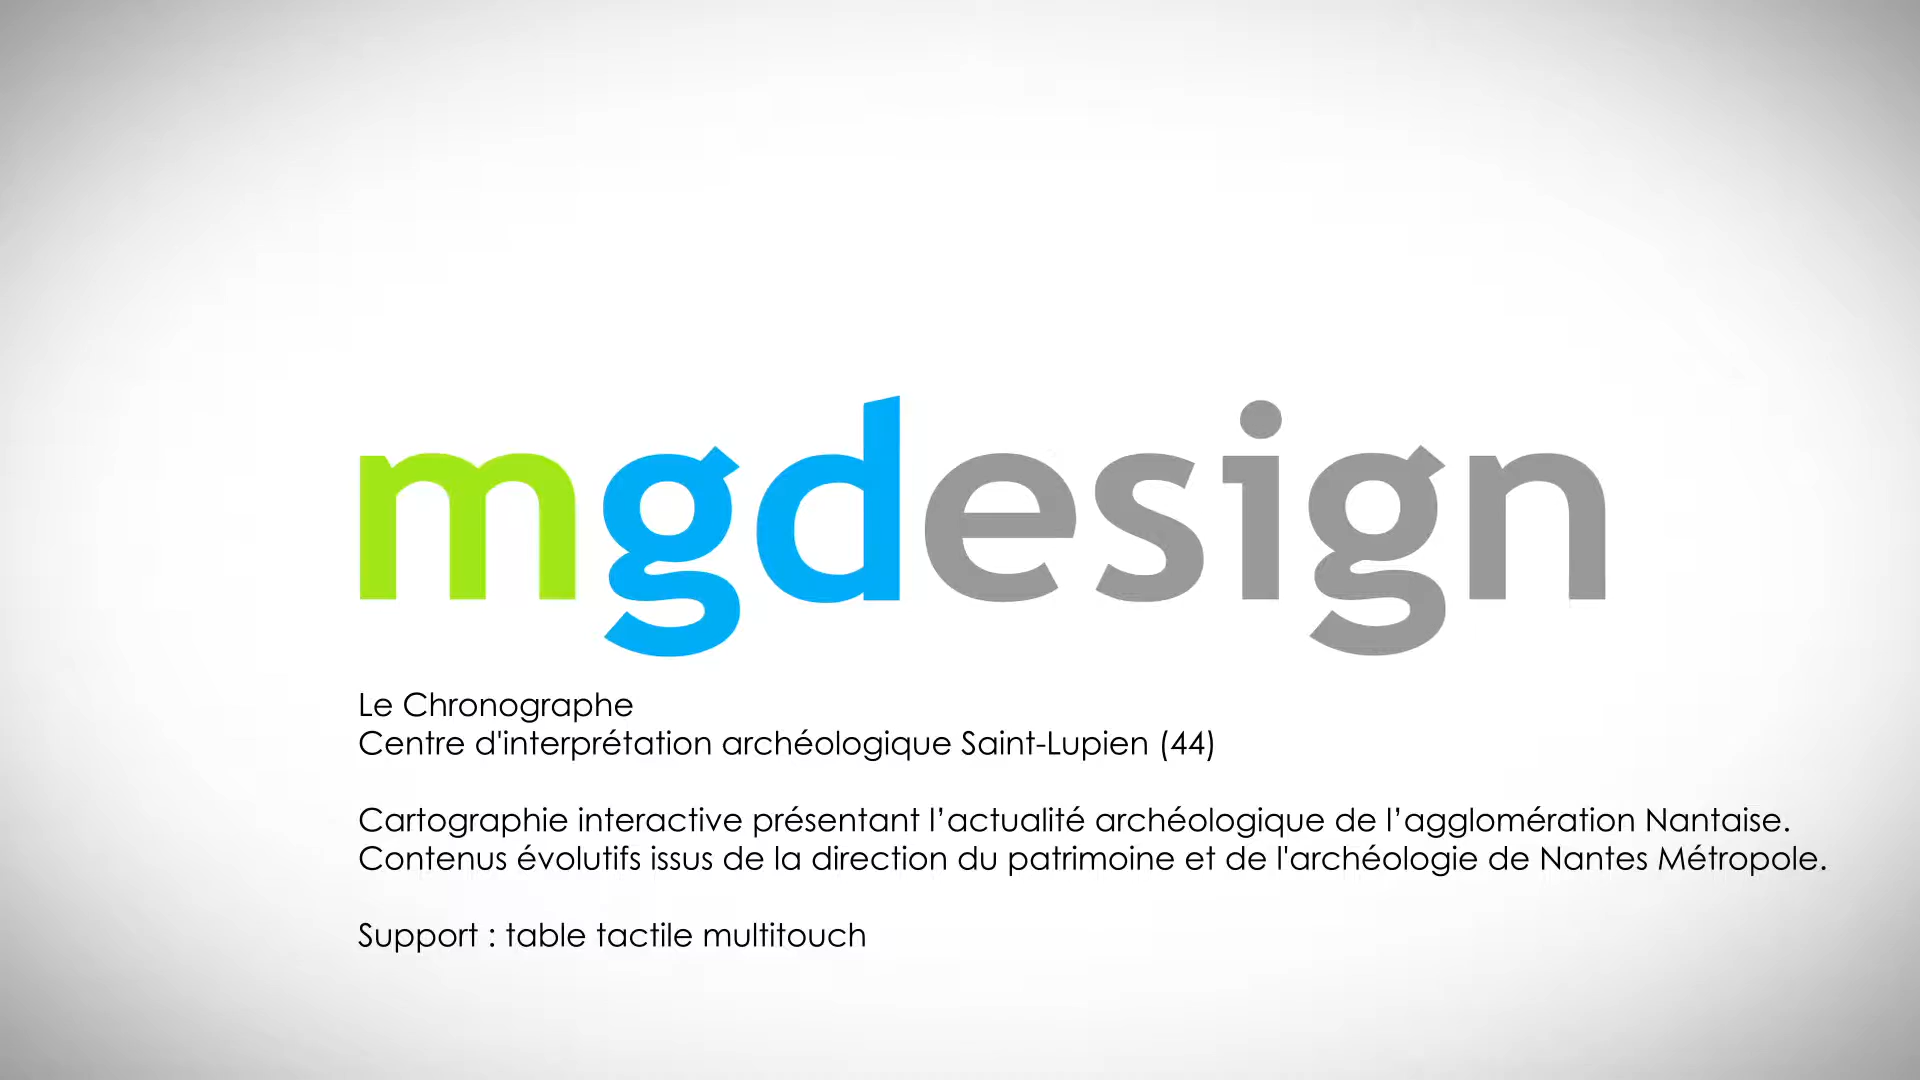 mgdesign
Le Chronographe
Centre d'interprétation archéologique Saint-Lupien (44)
Cartographie interactive présentant l’actualité archéologique de l’agglomération Nantaise.
Contenus évolutifs issus de la direction du patrimoine et de l'archéologie de Nantes Métropole.
Support : table tactile multitouch